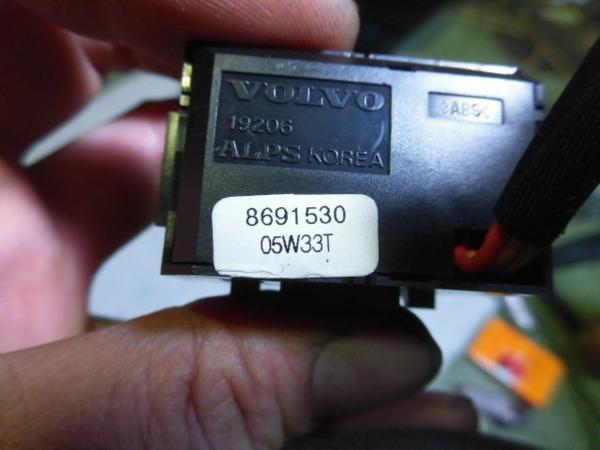 VOLVO
19206
ALPS KOREA
>ABS<
8691530
05W33T